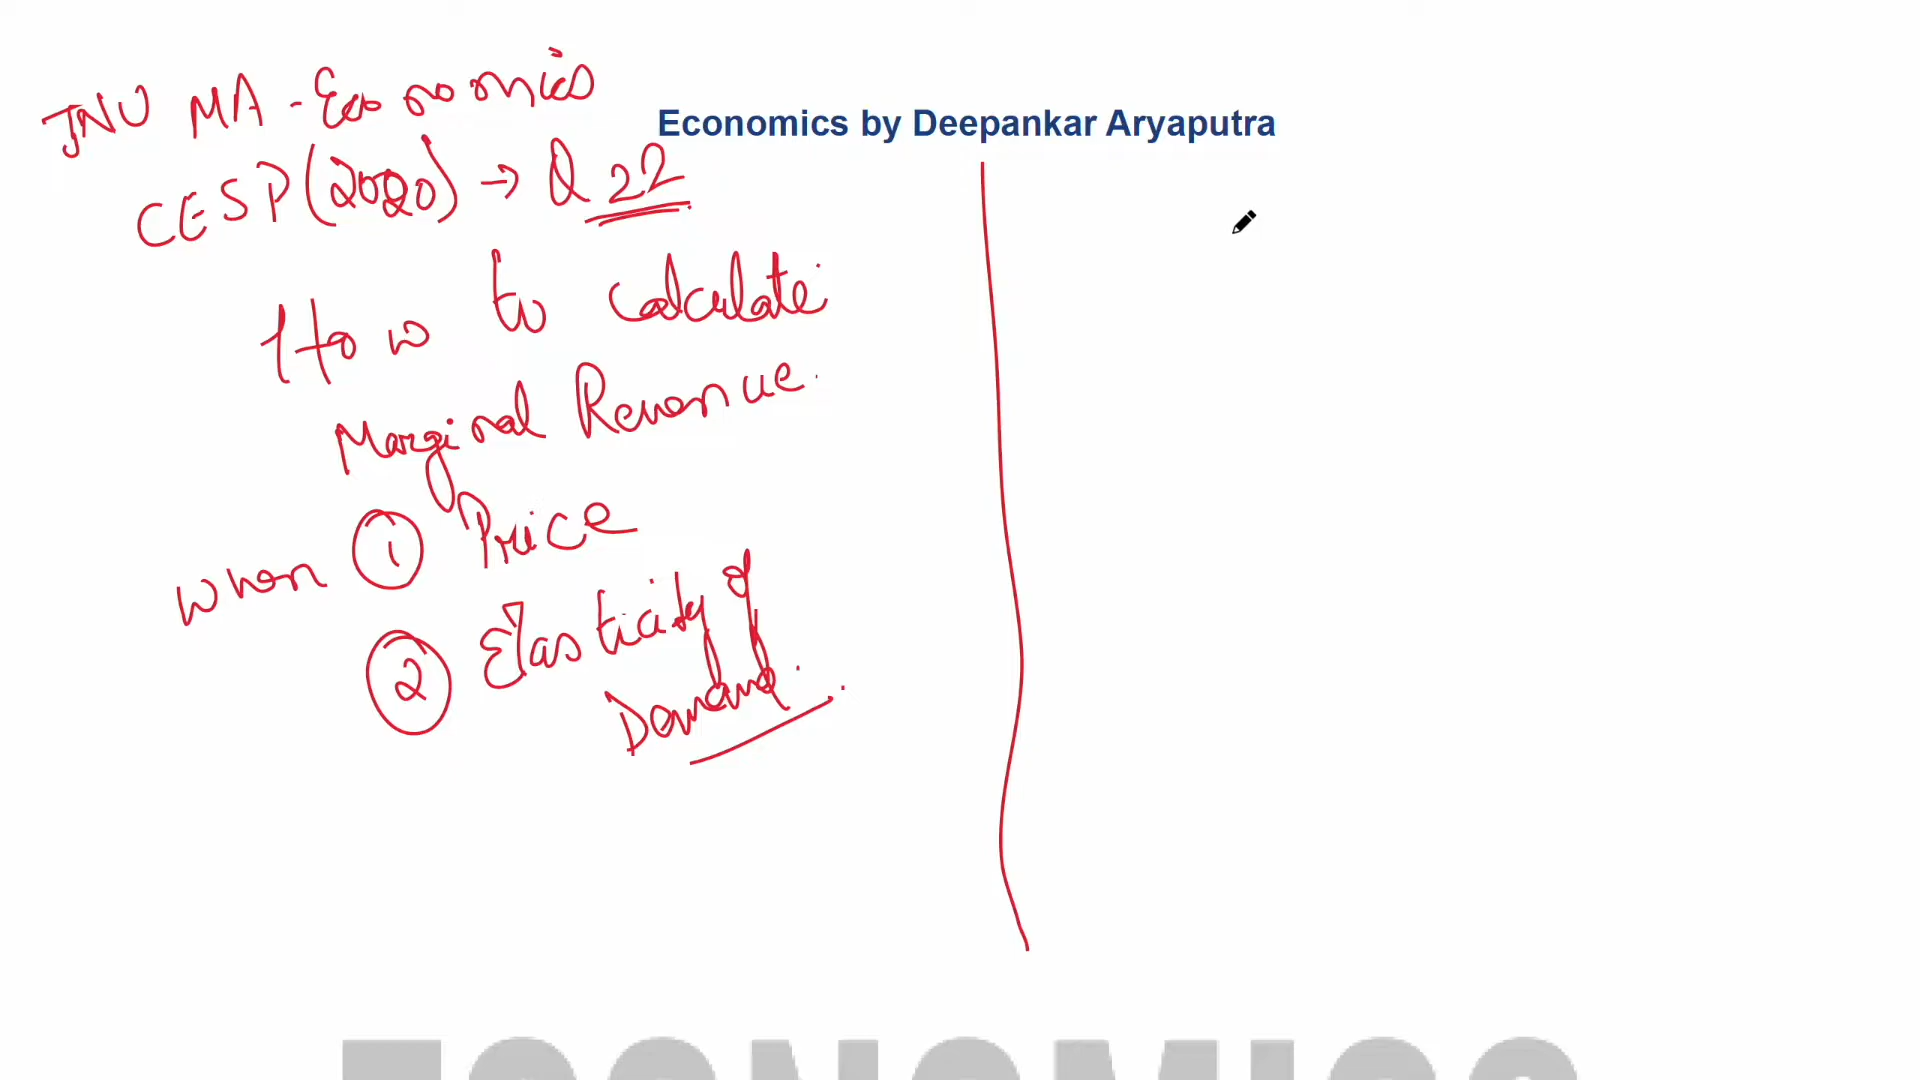 JNU MA - Economics
Economics by Deepankar Aryaputra
CESP (2020) → Q 22
How to calculate
Marginal Revenue.
when ① Price
② Elasticity of
Demand.
ECONOMICS